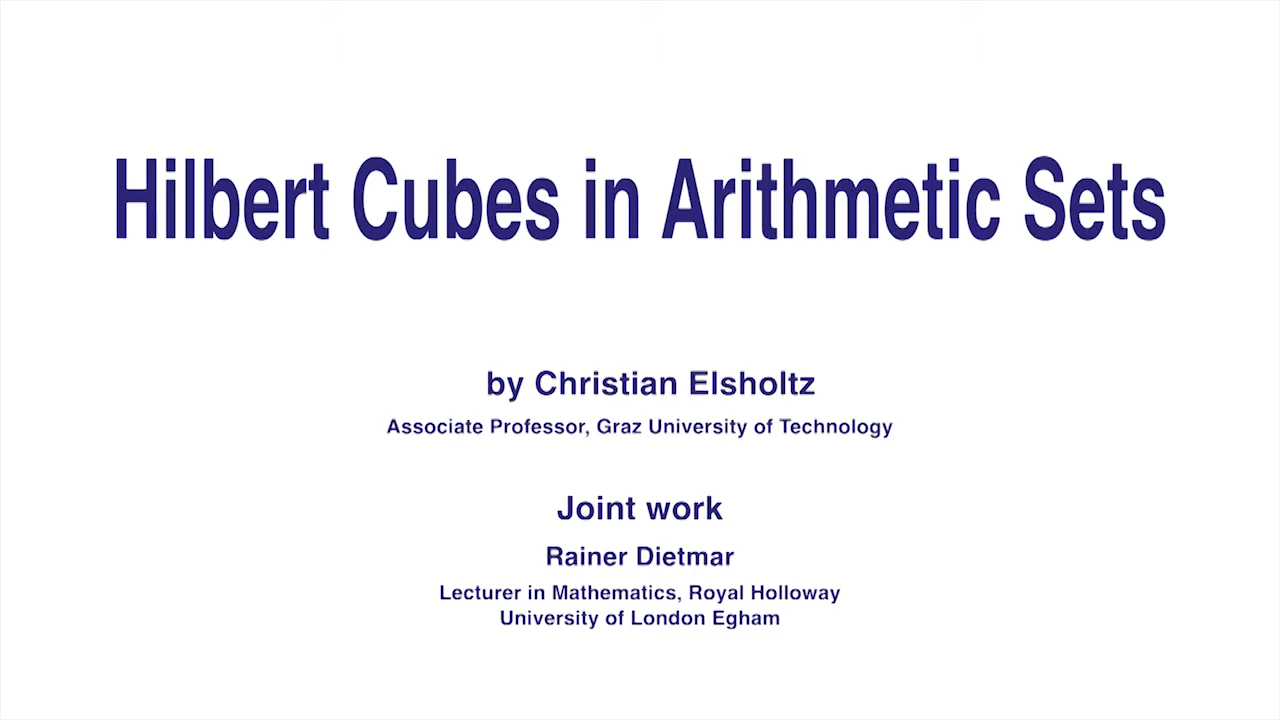 Hilbert Cubes in Arithmetic Sets
by Christian Elsholtz
Associate Professor, Graz University of Technology
Joint work
Rainer Dietmar
Lecturer in Mathematics, Royal Holloway
University of London Egham